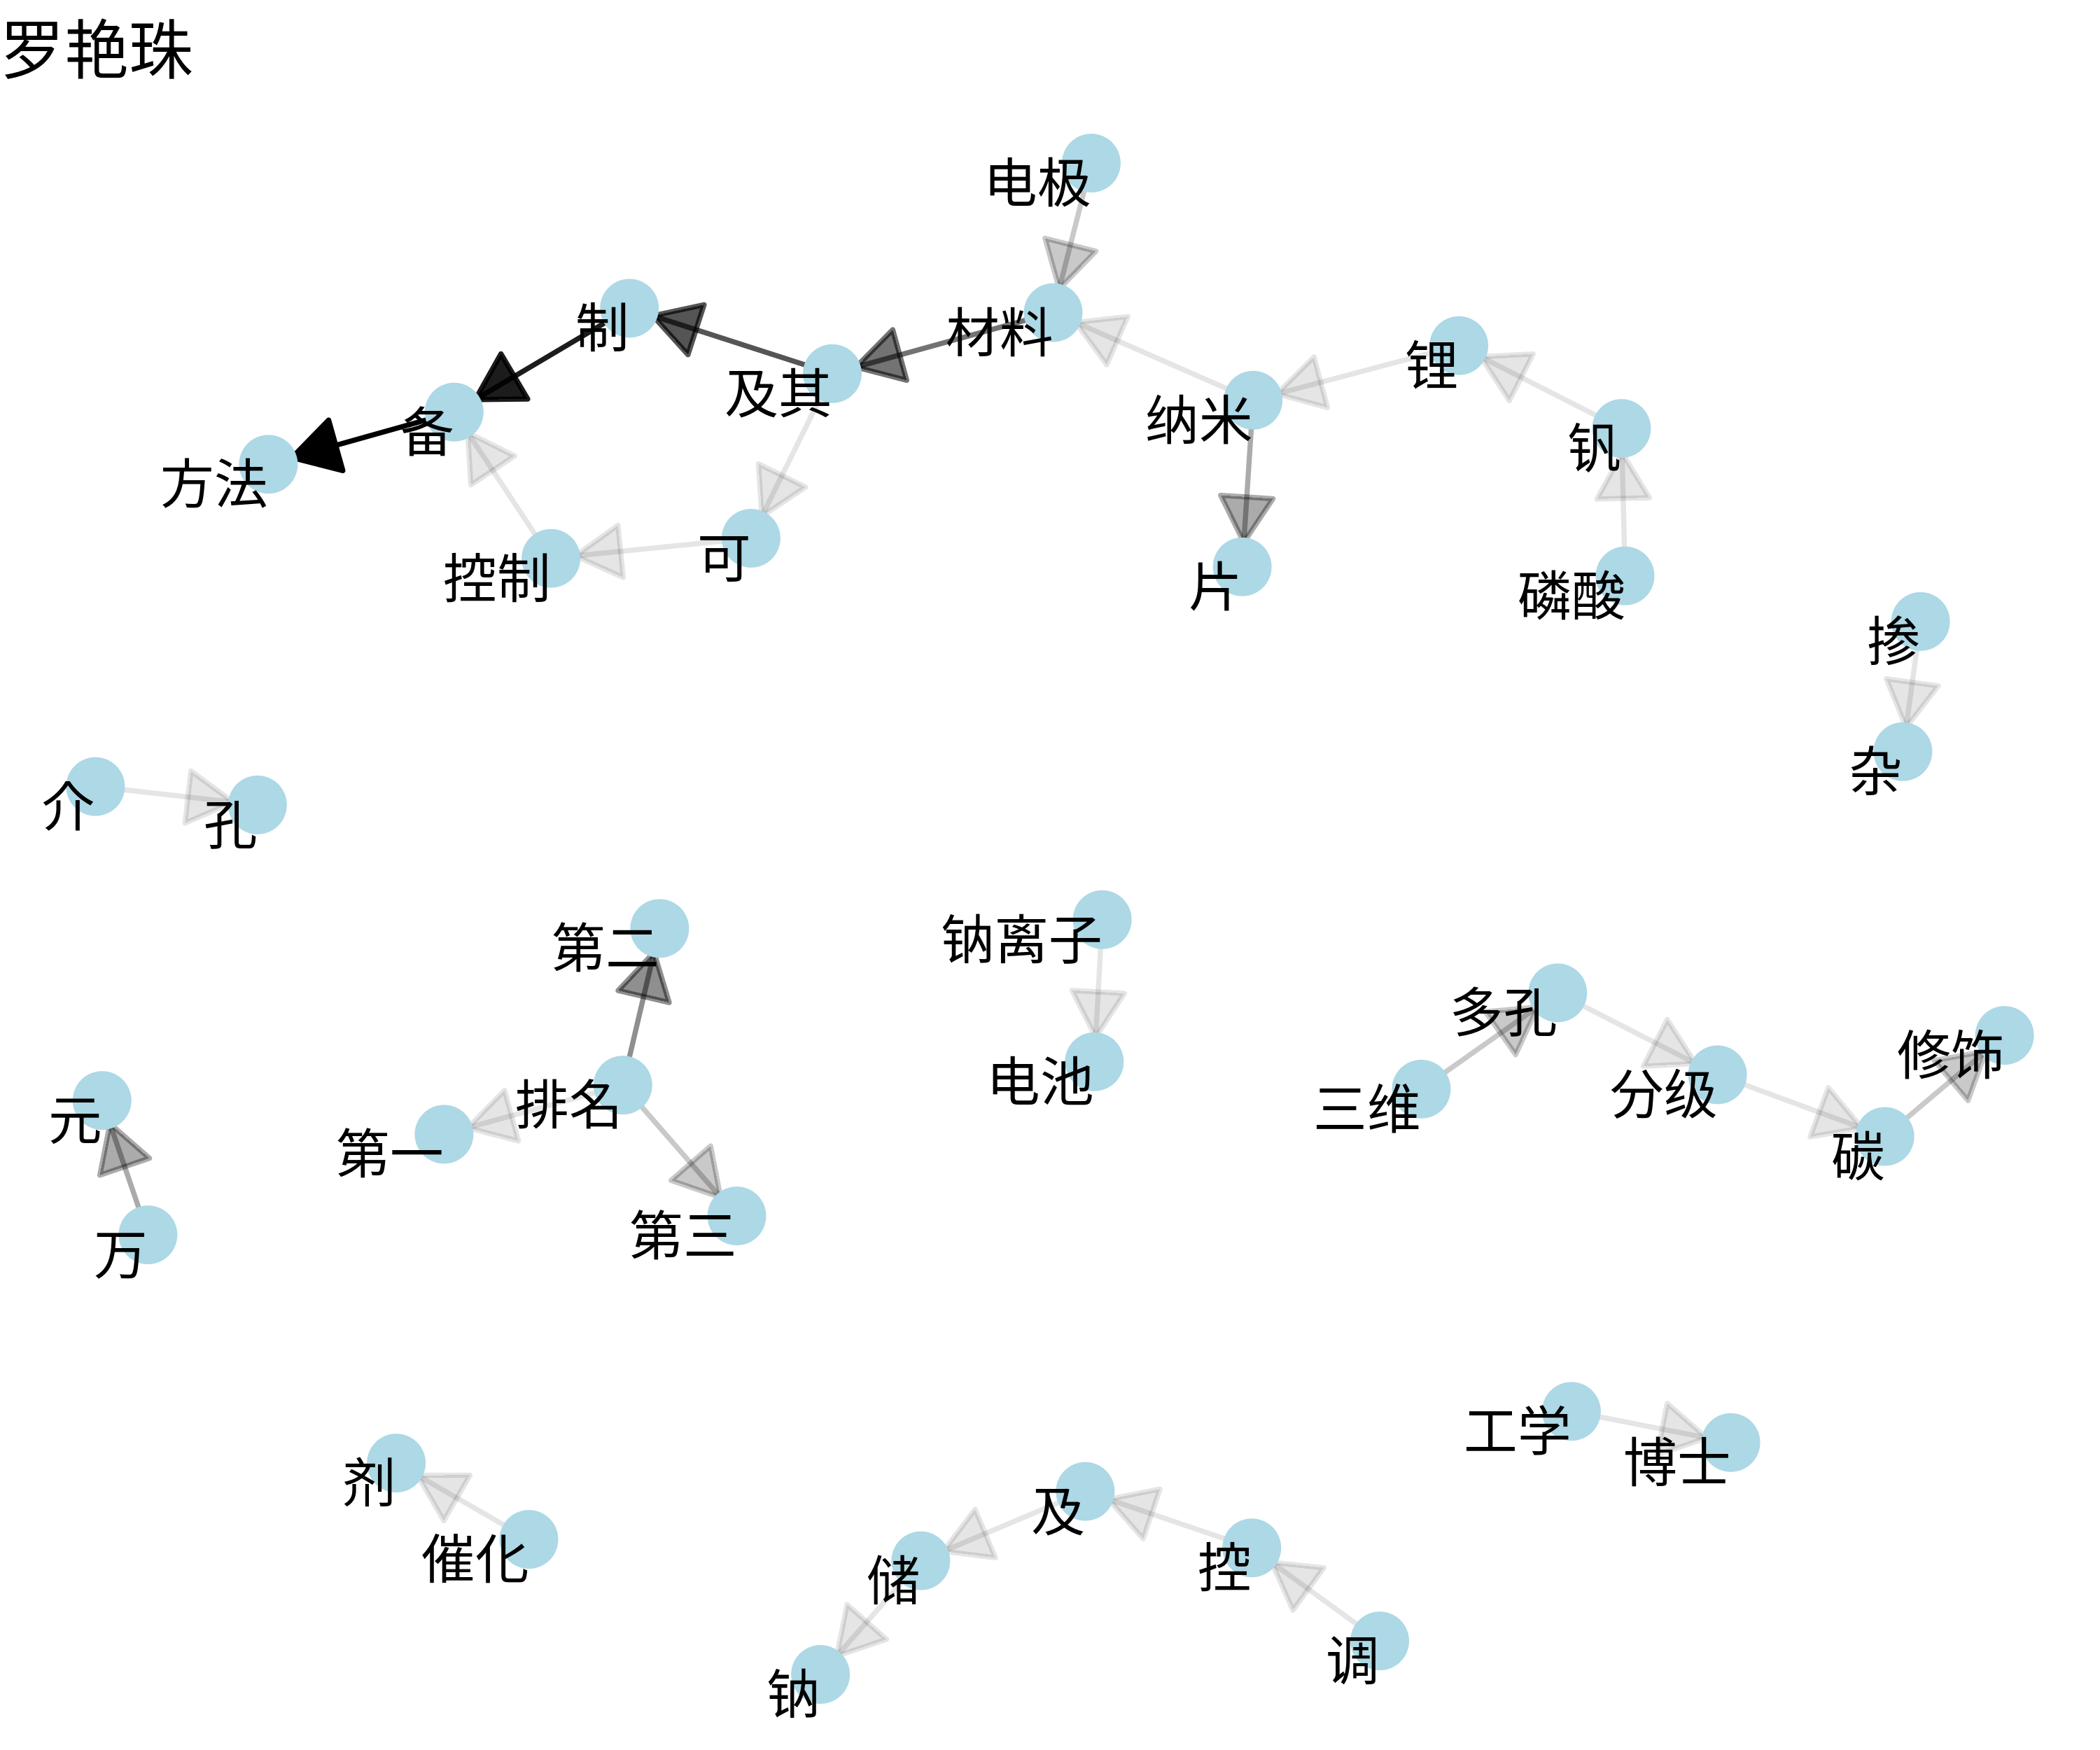 罗艳珠
电极
制
材料
及其
锂
纳米
备
钒
方法
可
控制
片
磷酸
掺
杂
介
孔
第二
钠离子
多孔
修饰
电池
分级
排名
三维
元
第一
碳
第三
万
工学
博士
剂
及
催化
控
储
调
钠